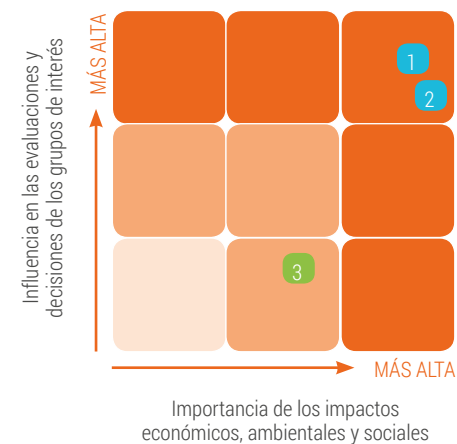 Influencia en las evaluaciones y
decisiones de los grupos de interés
MÁS ALTA
1
2
3
MÁS ALTA
Importancia de los impactos
económicos, ambientales y sociales